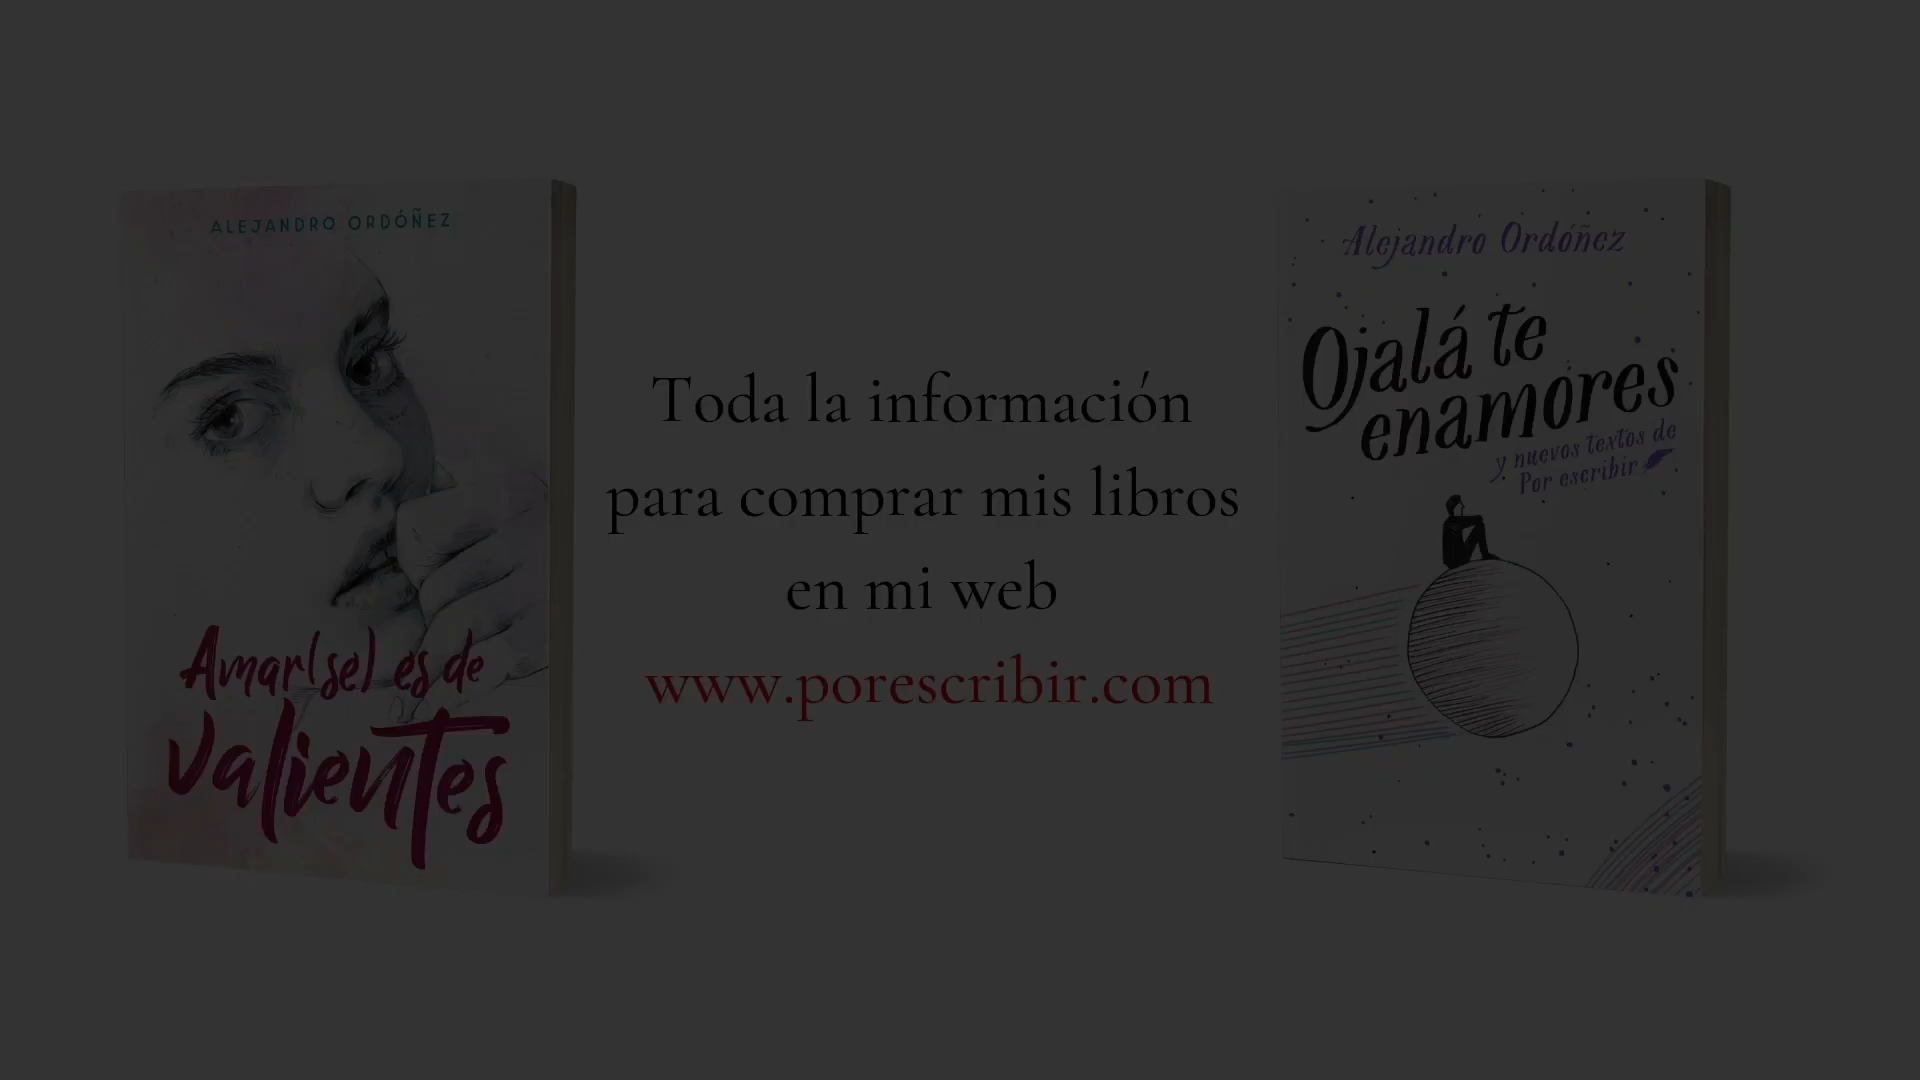 ALEJANDRO ORDÓÑEZ
Amar(se) es de
valientes
Toda la información
para comprar mis libros
en mi web
www.porescribir.com
Alejandro Ordóñez
Ojalá te
enamores
y nuevos textos de
Por escribir